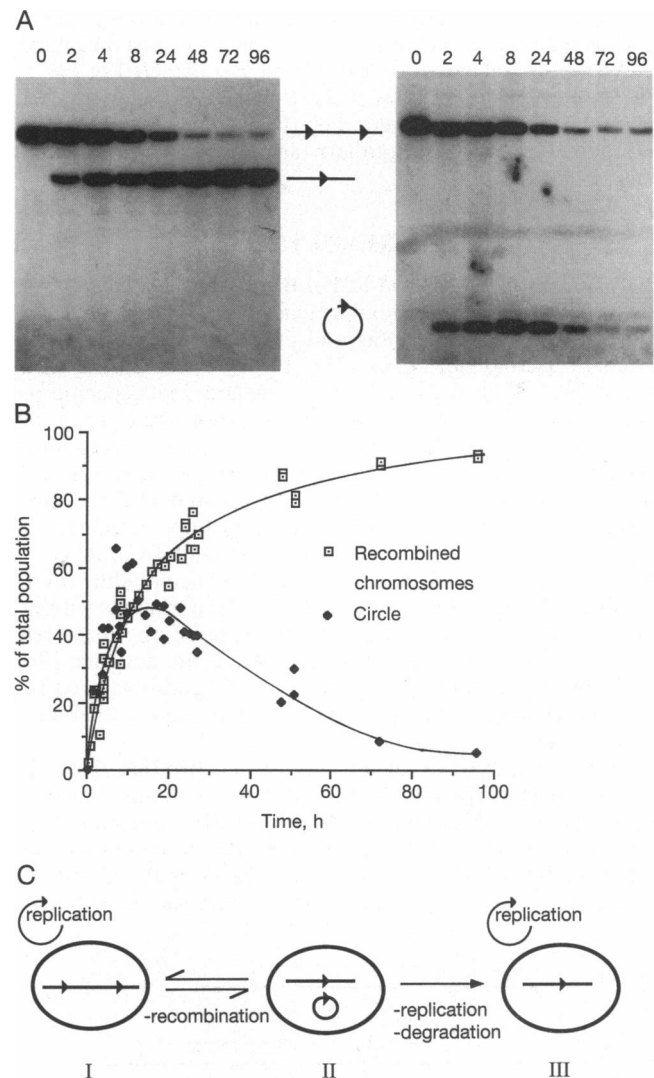 A
0 2 4 8 24 48 72 96
0 2 4 8 24 48 72 96
B
100
80
60
40
20
0
% of total population
Recombined
chromosomes
Circle
0 20 40 60 80 100
Time, h
C
replication
replication
-recombination
-replication
-degradation
I II III